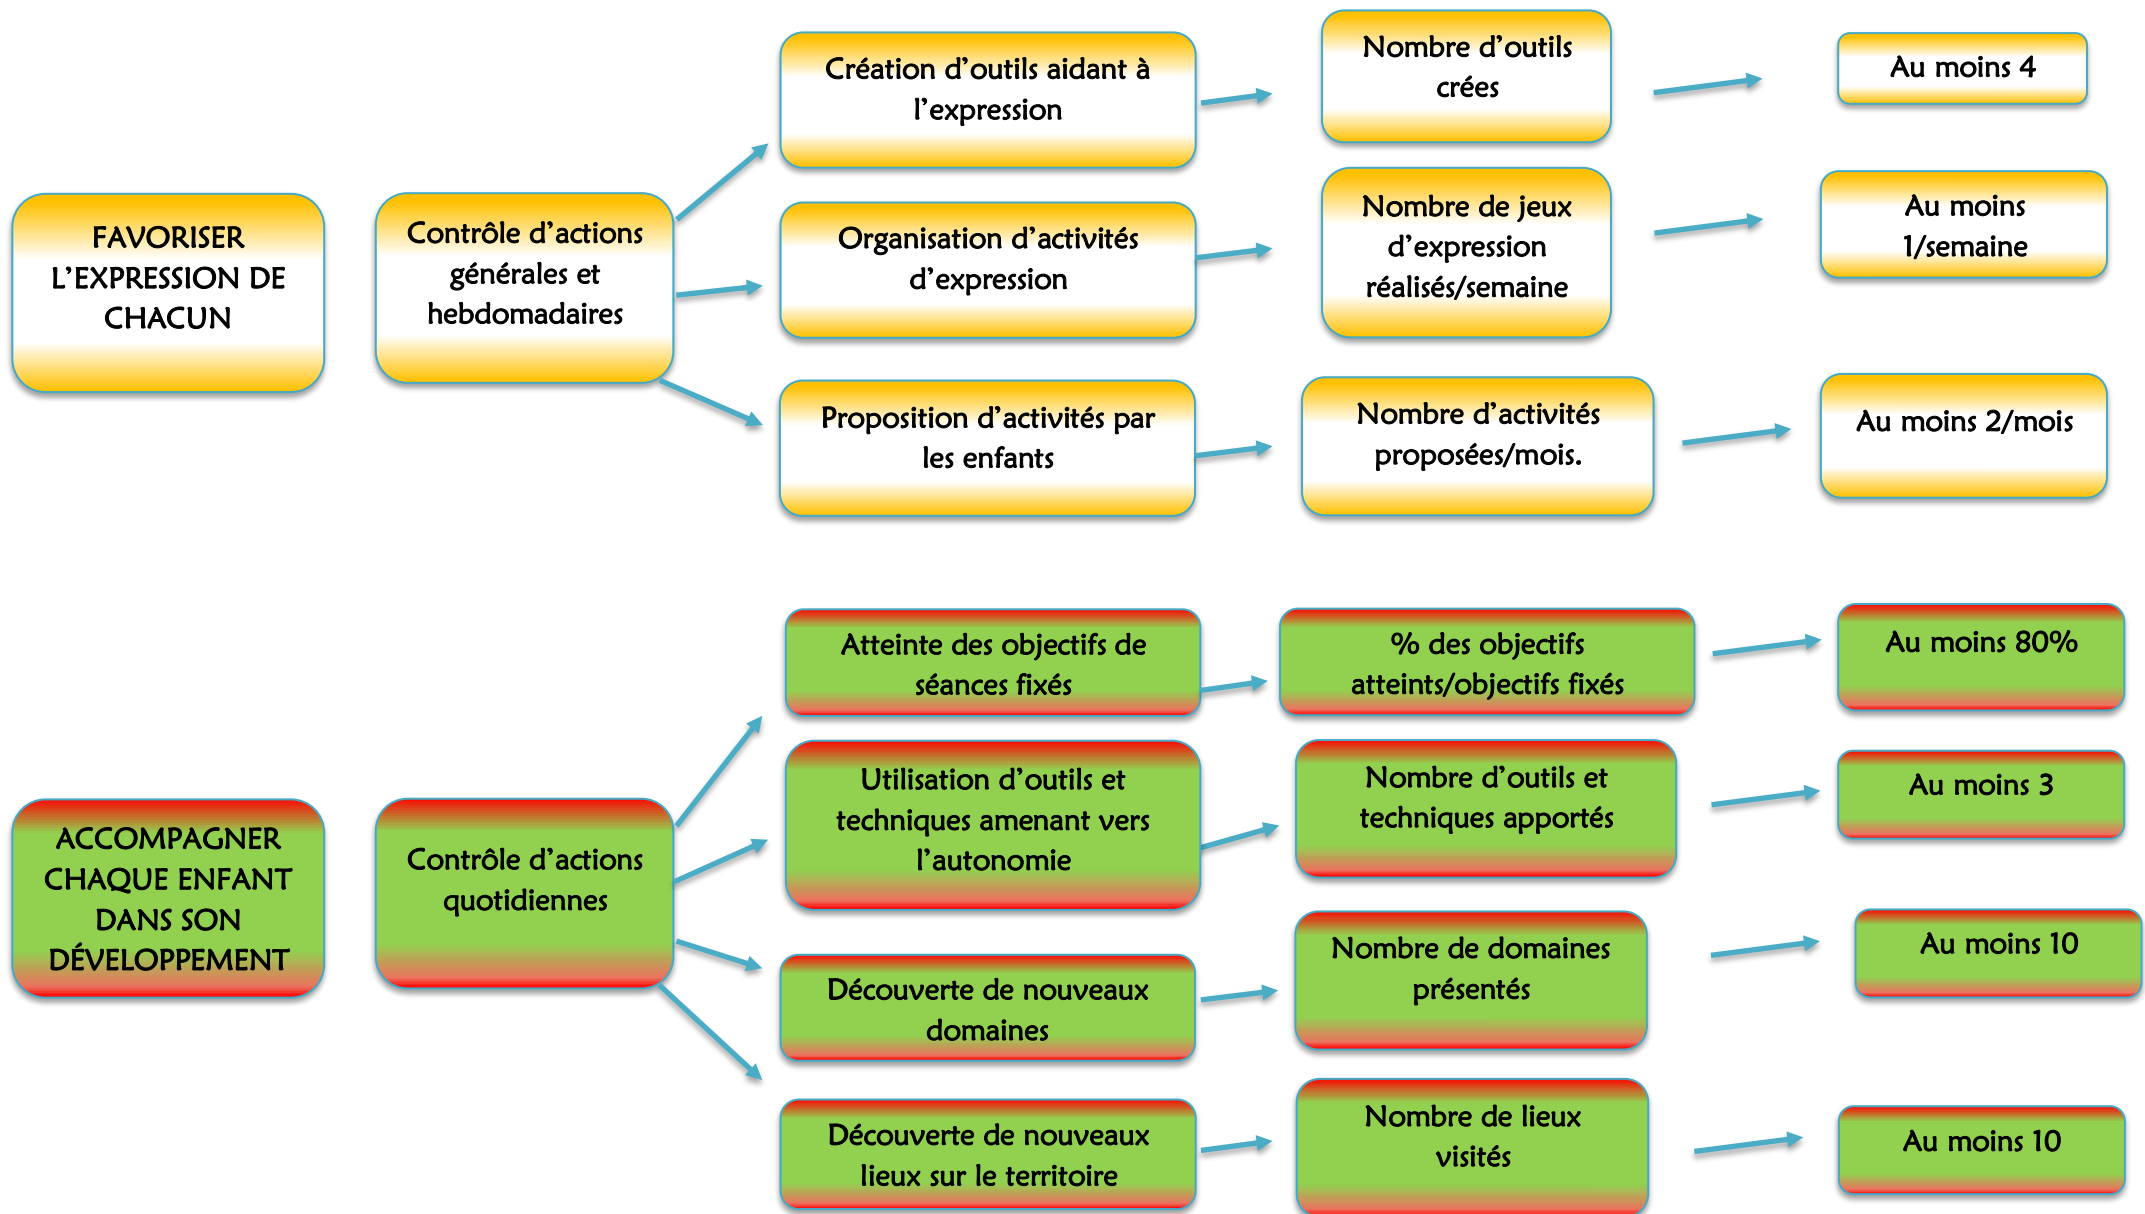 FAVORISER
L'EXPRESSION DE
CHACUN
Contrôle d'actions
générales et
hebdomadaires
Création d'outils aidant à
l'expression
Nombre d'outils
crées
Au moins 4
Organisation d'activités
d'expression
Nombre de jeux
d'expression
réalisés/semaine
Au moins
1/semaine
Proposition d'activités par
les enfants
Nombre d'activités
proposées/mois.
Au moins 2/mois
ACCOMPAGNER
CHAQUE ENFANT
DANS SON
DÉVELOPPEMENT
Contrôle d'actions
quotidiennes
Atteinte des objectifs de
séances fixés
% des objectifs
atteints/objectifs fixés
Au moins 80%
Utilisation d'outils et
techniques amenant vers
l'autonomie
Nombre d'outils et
techniques apportés
Au moins 3
Découverte de nouveaux
domaines
Nombre de domaines
présentés
Au moins 10
Découverte de nouveaux
lieux sur le territoire
Nombre de lieux
visités
Au moins 10